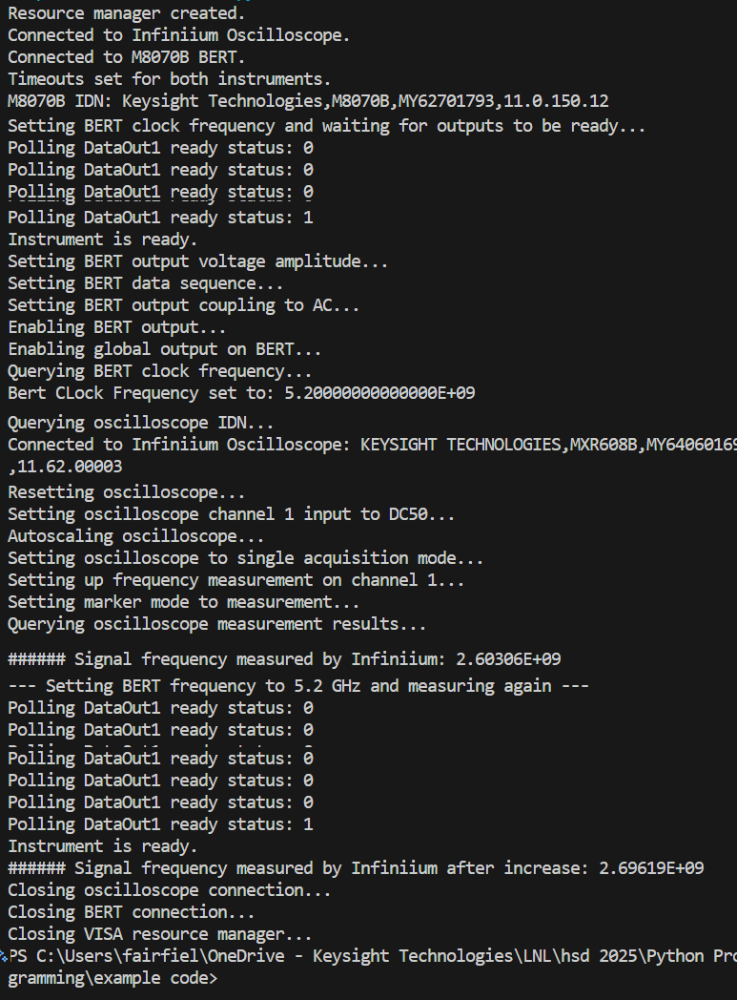 Resource manager created.
Connected to Infiniium Oscilloscope.
Connected to M8070B BERT.
Timeouts set for both instruments.
M8070B IDN: Keysight Technologies,M8070B,MY62701793,11.0.150.12
Setting BERT clock frequency and waiting for outputs to be ready...
Polling DataOut1 ready status: 0
Polling DataOut1 ready status: 0
Polling DataOut1 ready status: 0
Polling DataOut1 ready status: 1
Instrument is ready.
Setting BERT output voltage amplitude...
Setting BERT data sequence...
Setting BERT output coupling to AC...
Enabling BERT output...
Enabling global output on BERT...
Querying BERT clock frequency...
Bert CLock Frequency set to: 5.20000000000000E+09
Querying oscilloscope IDN...
Connected to Infiniium Oscilloscope: KEYSIGHT TECHNOLOGIES,MXR608B,MY64060169
,11.62.00003
Resetting oscilloscope...
Setting oscilloscope channel 1 input to DC50...
Autoscaling oscilloscope...
Setting oscilloscope to single acquisition mode...
Setting up frequency measurement on channel 1...
Setting marker mode to measurement...
Querying oscilloscope measurement results...
###### Signal frequency measured by Infiniium: 2.60306E+09
--- Setting BERT frequency to 5.2 GHz and measuring again ---
Polling DataOut1 ready status: 0
Polling DataOut1 ready status: 0
Polling DataOut1 ready status: 0
Polling DataOut1 ready status: 0
Polling DataOut1 ready status: 0
Polling DataOut1 ready status: 1
Instrument is ready.
###### Signal frequency measured by Infiniium after increase: 2.69619E+09
Closing oscilloscope connection...
Closing BERT connection...
Closing VISA resource manager...
PS C:\Users\fairfiel\OneDrive - Keysight Technologies\LNL\hsd 2025\Python Pro
gramming\example code>